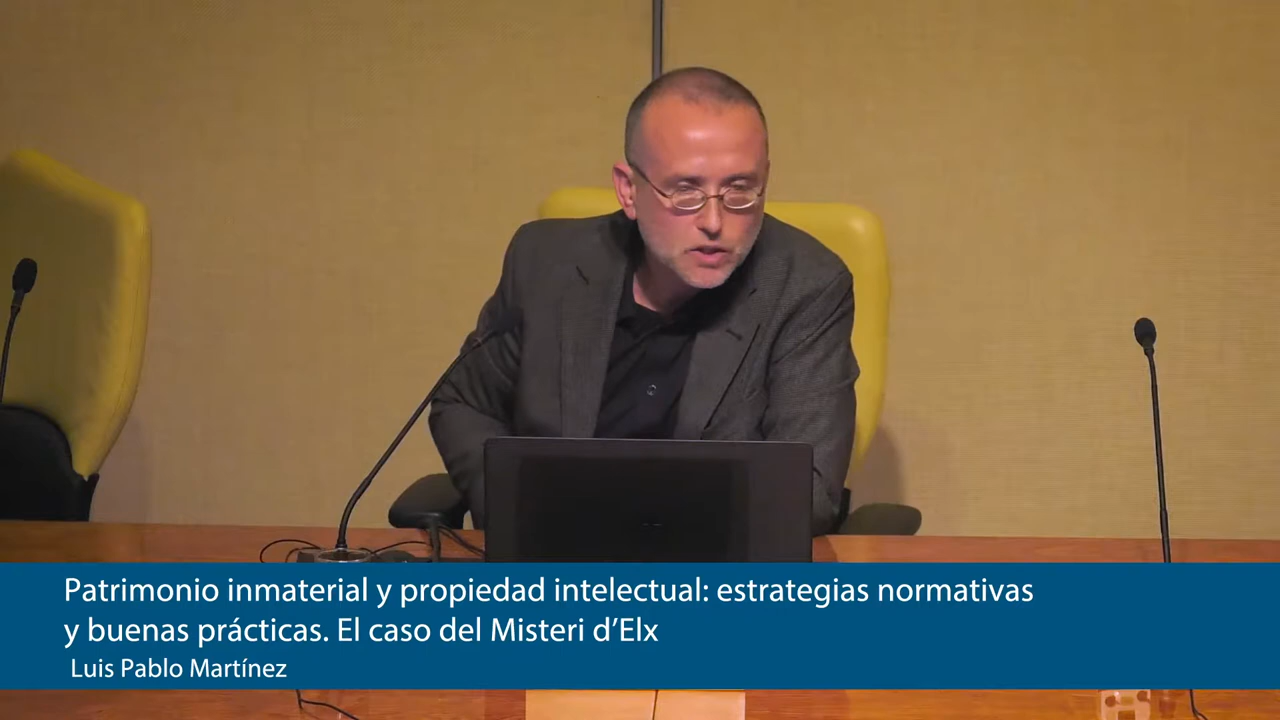 Patrimonio inmaterial y propiedad intelectual: estrategias normativas
y buenas prácticas. El caso del Misteri d’Elx
Luis Pablo Martínez